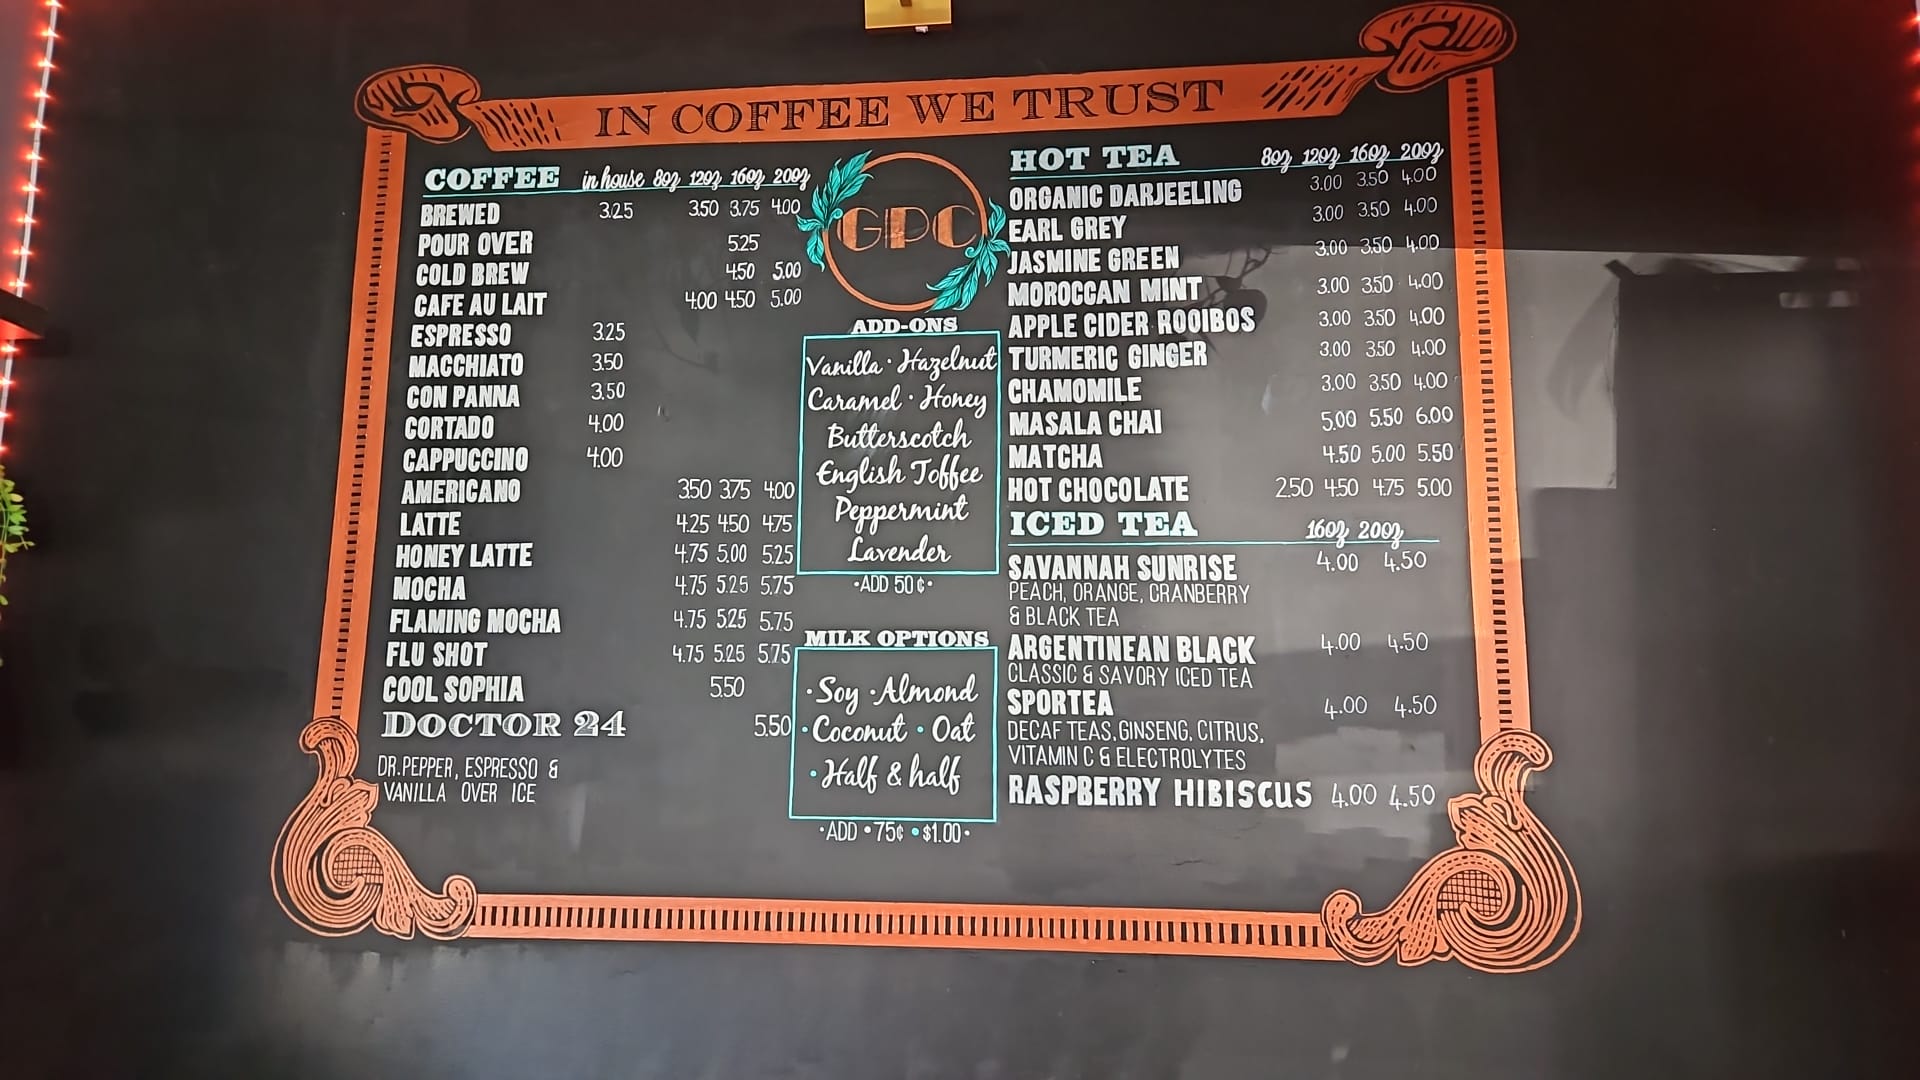 IN COFFEE WE TRUST
COFFEE in house 8oz 12oz 16oz 20oz
BREWED 3.25 3.50 3.75 4.00
POUR OVER 5.25
COLD BREW 4.50 5.00
CAFE AU LAIT 4.00 4.50 5.00
ESPRESSO 3.25
MACCHIATO 3.50
CON PANNA 3.50
CORTADO 4.00
CAPPUCCINO 4.00
AMERICANO 3.50 3.75 4.00
LATTE 4.25 4.50 4.75
HONEY LATTE 4.75 5.00 5.25
MOCHA 4.75 5.25 5.75
FLAMING MOCHA 4.75 5.25 5.75
FLU SHOT 4.75 5.25 5.75
COOL SOPHIA 5.50
DOCTOR 24 5.50
DR.PEPPER, ESPRESSO &
VANILLA OVER ICE
GPC
ADD-ONS
Vanilla · Hazelnut
Caramel · Honey
Butterscotch
English Toffee
Peppermint
Lavender
·ADD 50¢·
MILK OPTIONS
·Soy ·Almond
·Coconut · Oat
·Half & half
·ADD ·75¢ ·$1.00·
HOT TEA 8oz 12oz 16oz 20oz
ORGANIC DARJEELING 3.00 3.50 4.00
EARL GREY 3.00 3.50 4.00
JASMINE GREEN 3.00 3.50 4.00
MOROCCAN MINT 3.00 3.50 4.00
APPLE CIDER ROOIBOS 3.00 3.50 4.00
TURMERIC GINGER 3.00 3.50 4.00
CHAMOMILE 3.00 3.50 4.00
MASALA CHAI 5.00 5.50 6.00
MATCHA 4.50 5.00 5.50
HOT CHOCOLATE 2.50 4.50 4.75 5.00
ICED TEA 16oz 20oz
SAVANNAH SUNRISE 4.00 4.50
PEACH, ORANGE, CRANBERRY
& BLACK TEA
ARGENTINEAN BLACK 4.00 4.50
CLASSIC & SAVORY ICED TEA
SPORTEA 4.00 4.50
DECAF TEAS, GINSENG, CITRUS,
VITAMIN C & ELECTROLYTES
RASPBERRY HIBISCUS 4.00 4.50